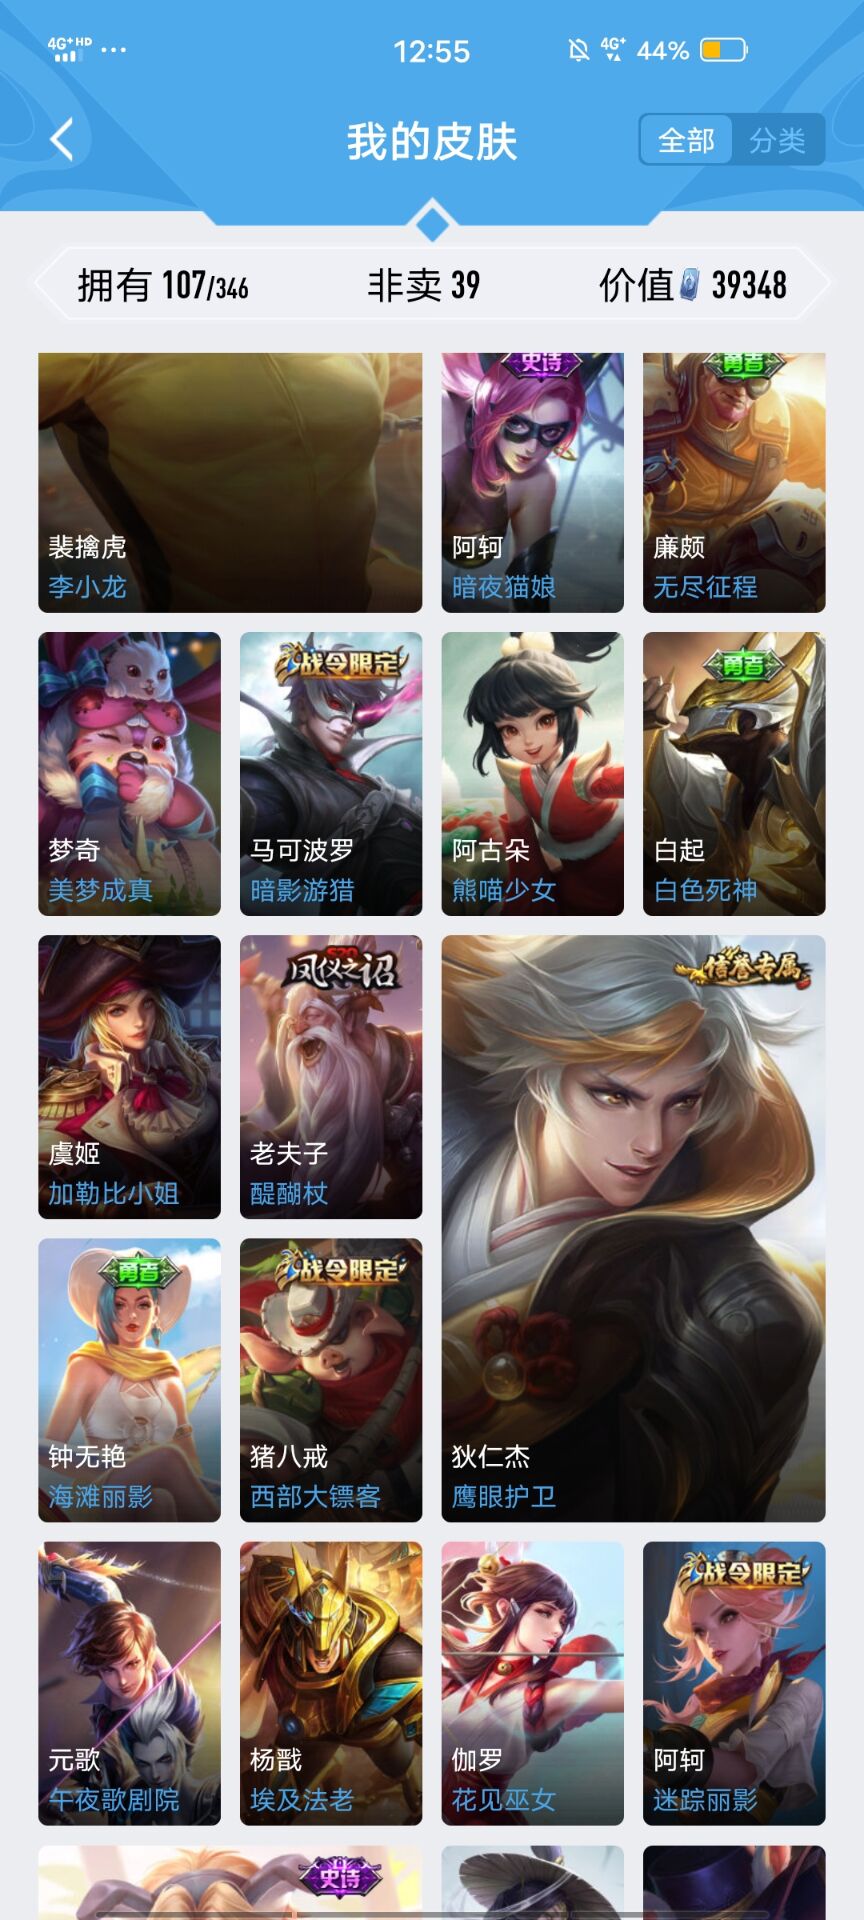 4G+HD ...
12:55
4G+ 44%
我的皮肤
全部 分类
拥有 107/346 非卖 39 价值 39348
史诗
勇者
裴擒虎
李小龙
阿轲
暗夜猫娘
廉颇
无尽征程
战令限定
勇者
梦奇
美梦成真
马可波罗
暗影游猎
阿古朵
熊喵少女
白起
白色死神
S20
凤仪之诏
信誉专属
虞姬
加勒比小姐
老夫子
醍醐杖
勇者
战令限定
钟无艳
海滩丽影
猪八戒
西部大镖客
狄仁杰
鹰眼护卫
战令限定
元歌
午夜歌剧院
杨戬
埃及法老
伽罗
花见巫女
阿轲
迷踪丽影
史诗